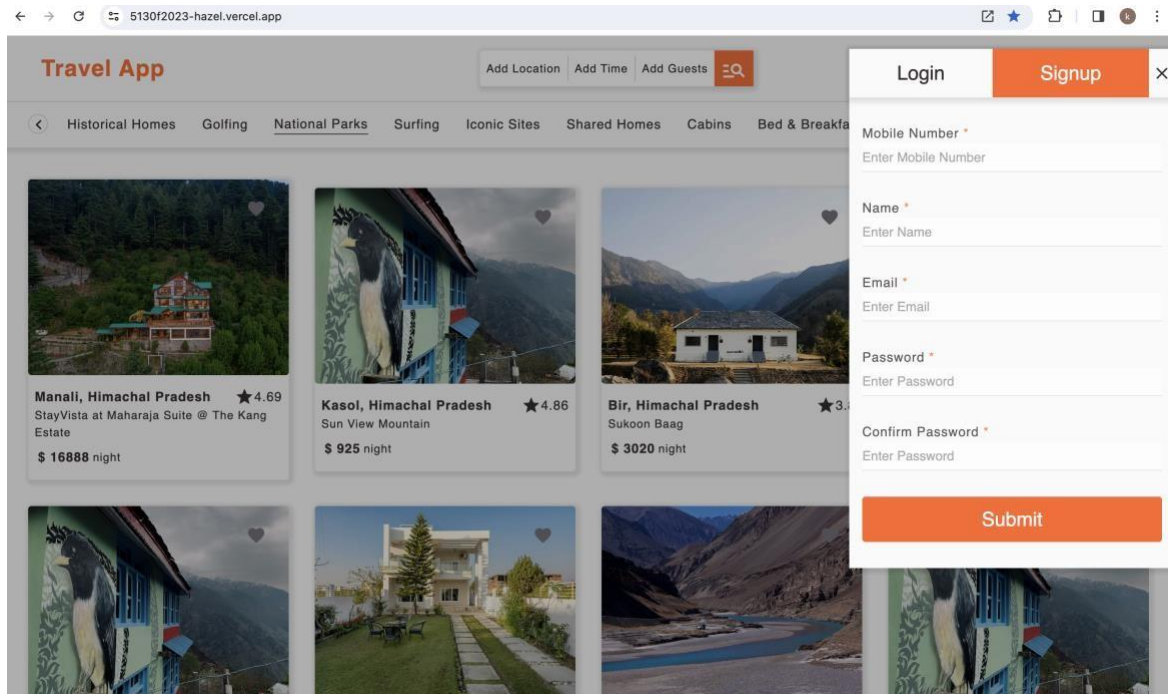 5130f2023-hazel.vercel.app
k
Travel App
Add Location Add Time Add Guests
Login Signup
Historical Homes Golfing National Parks Surfing Iconic Sites Shared Homes Cabins Bed & Breakfa
Mobile Number *
Enter Mobile Number
Name *
Enter Name
Email *
Enter Email
Password *
Enter Password
Confirm Password *
Enter Password
Submit
Manali, Himachal Pradesh ★4.69
StayVista at Maharaja Suite @ The Kang
Estate
$ 16888 night
Kasol, Himachal Pradesh ★4.86
Sun View Mountain
$ 925 night
Bir, Himachal Pradesh ★3.
Sukoon Baag
$ 3020 night